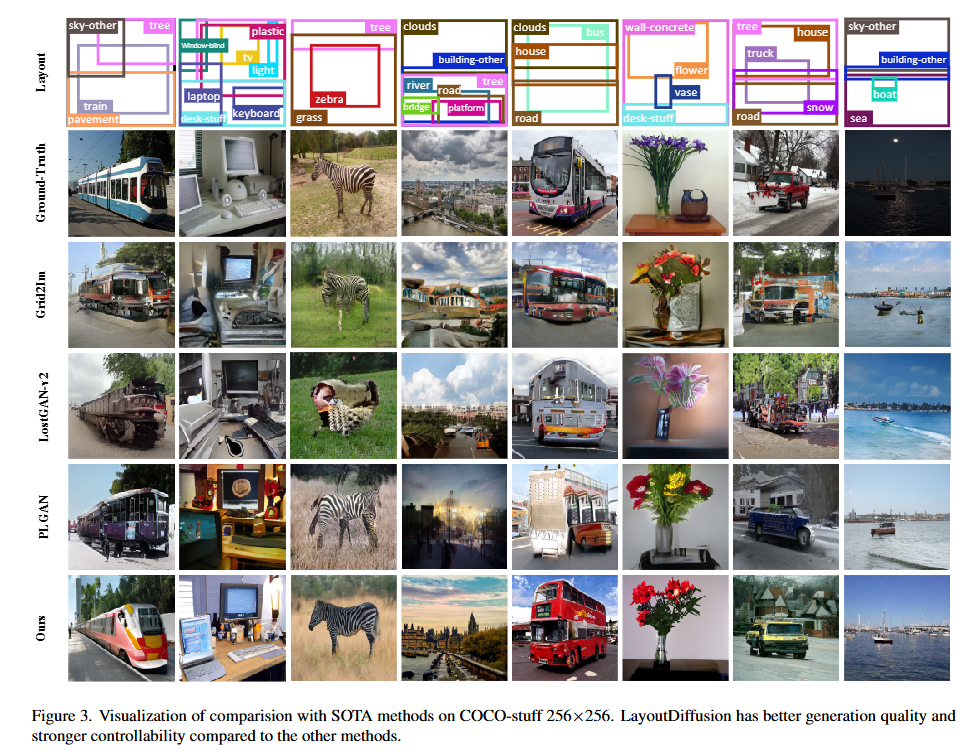 Layout
sky-other tree train pavement
Window-blind plastic tv light laptop desk-stuff keyboard
tree zebra grass
clouds building-other river road tree bridge platform
clouds bus house road
wall-concrete flower vase desk-stuff
tree house truck snow road
sky-other building-other boat sea
Ground-Truth
Grid2Im
LostGAN-v2
PLGAN
Ours
Figure 3. Visualization of comparision with SOTA methods on COCO-stuff 256×256. LayoutDiffusion has better generation quality and
stronger controllability compared to the other methods.